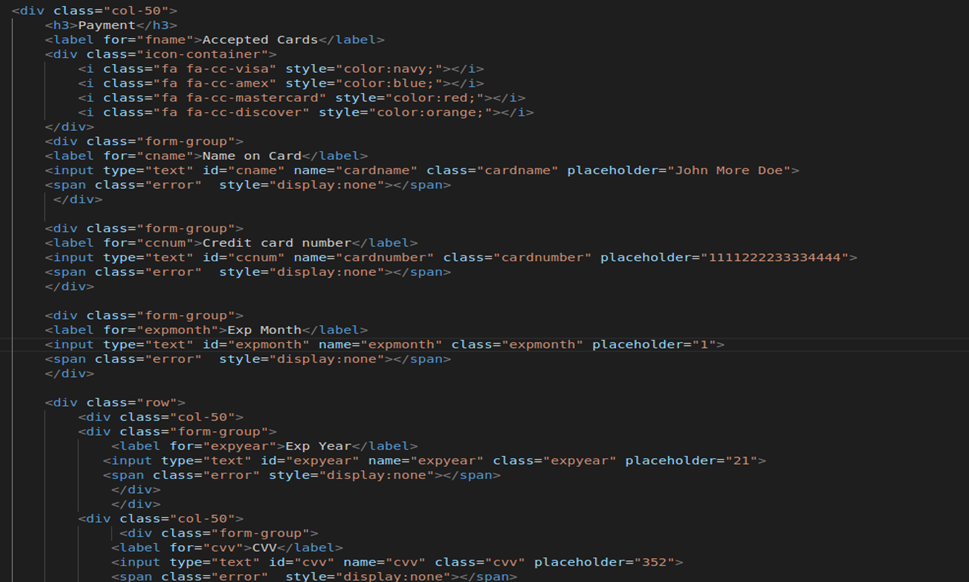 <div class="col-50">
<h3>Payment</h3>
<label for="fname">Accepted Cards</label>
<div class="icon-container">
<i class="fa fa-cc-visa" style="color:navy;"></i>
<i class="fa fa-cc-amex" style="color:blue;"></i>
<i class="fa fa-cc-mastercard" style="color:red;"></i>
<i class="fa fa-cc-discover" style="color:orange;"></i>
</div>
<div class="form-group">
<label for="cname">Name on Card</label>
<input type="text" id="cname" name="cardname" class="cardname" placeholder="John More Doe">
<span class="error"  style="display:none"></span>
</div>
<div class="form-group">
<label for="ccnum">Credit card number</label>
<input type="text" id="ccnum" name="cardnumber" class="cardnumber" placeholder="1111222233334444">
<span class="error"  style="display:none"></span>
</div>
<div class="form-group">
<label for="expmonth">Exp Month</label>
<input type="text" id="expmonth" name="expmonth" class="expmonth" placeholder="1">
<span class="error"  style="display:none"></span>
</div>
<div class="row">
<div class="col-50">
<div class="form-group">
<label for="expyear">Exp Year</label>
<input type="text" id="expyear" name="expyear" class="expyear" placeholder="21">
<span class="error" style="display:none"></span>
</div>
</div>
<div class="col-50">
<div class="form-group">
<label for="cvv">CVV</label>
<input type="text" id="cvv" name="cvv" class="cvv" placeholder="352">
<span class="error"  style="display:none"></span>